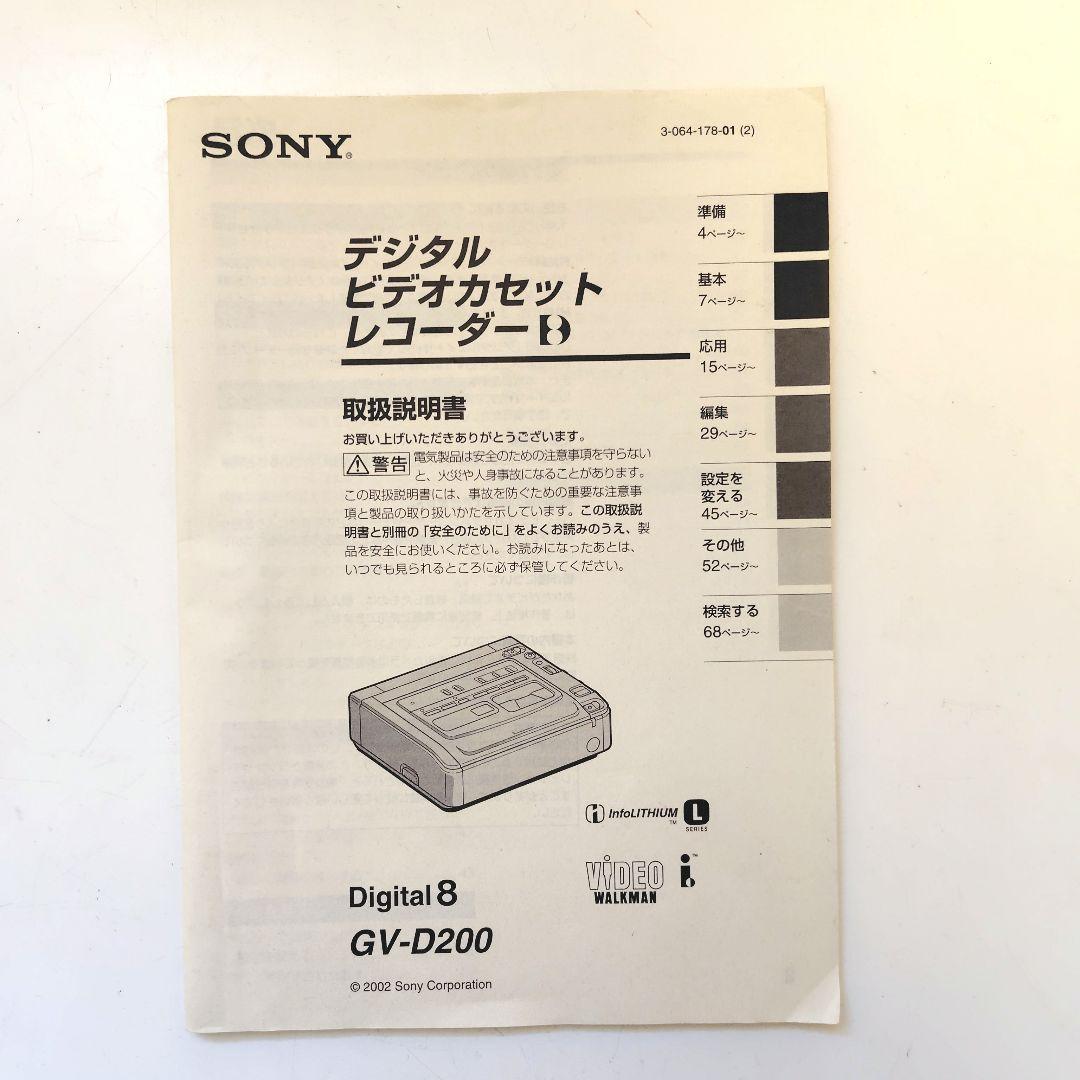 SONY®
3-064-178-01 (2)
デジタル
ビデオカセット
レコーダー
取扱説明書
お買い上げいただきありがとうございます。
警告 電気製品は安全のための注意事項を守らない
と、火災や人身事故になることがあります。
この取扱説明書には、事故を防ぐための重要な注意事
項と製品の取り扱いかたを示しています。この取扱説
明書と別冊の「安全のために」をよくお読みのうえ、製
品を安全にお使いください。お読みになったあとは、
いつでも見られるところに必ず保管してください。
準備
4ページ~
基本
7ページ~
応用
15ページ~
編集
29ページ~
設定を
変える
45ページ~
その他
52ページ~
検索する
68ページ~
InfoLITHIUM™ L
SERIES
VIDEO
WALKMAN
i™
Digital8
GV-D200
© 2002 Sony Corporation